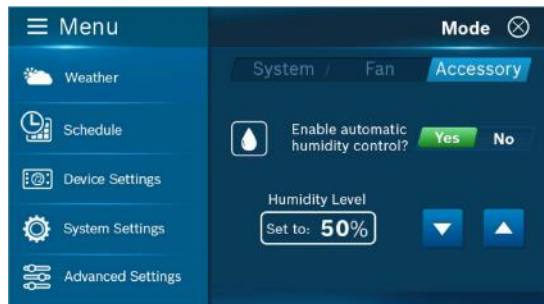 Menu
Mode
Weather
Schedule
Device Settings
System Settings
Advanced Settings
System / Fan Accessory
Enable automatic
humidity control?
Yes No
Humidity Level
Set to: 50%